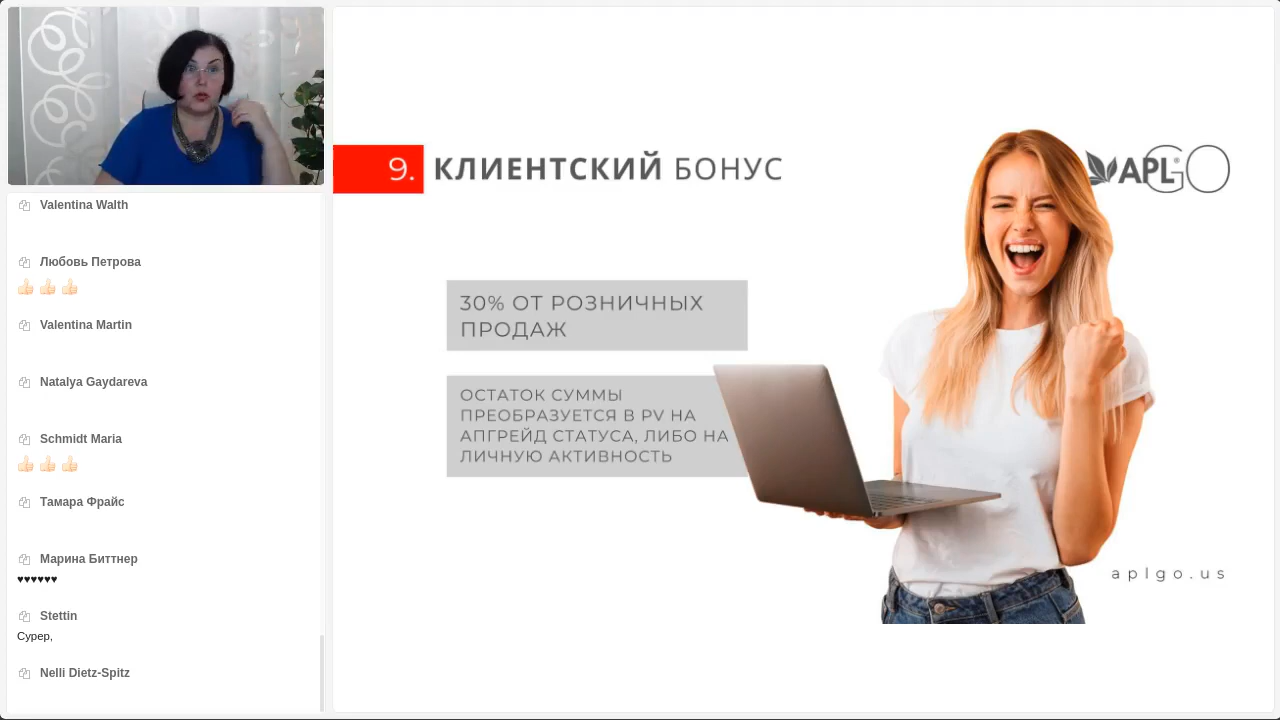 Valentina Walth
Любовь Петрова
Valentina Martin
Natalya Gaydareva
Schmidt Maria
Тамара Фрайс
Марина Биттнер
♥♥♥♥♥♥
Stettin
Сурер,
Nelli Dietz-Spitz
9. КЛИЕНТСКИЙ БОНУС
APLGO
30% ОТ РОЗНИЧНЫХ
ПРОДАЖ
ОСТАТОК СУММЫ
ПРЕОБРАЗУЕТСЯ В PV НА
АПГРЕЙД СТАТУСА, ЛИБО НА
ЛИЧНУЮ АКТИВНОСТЬ
aplgo.us